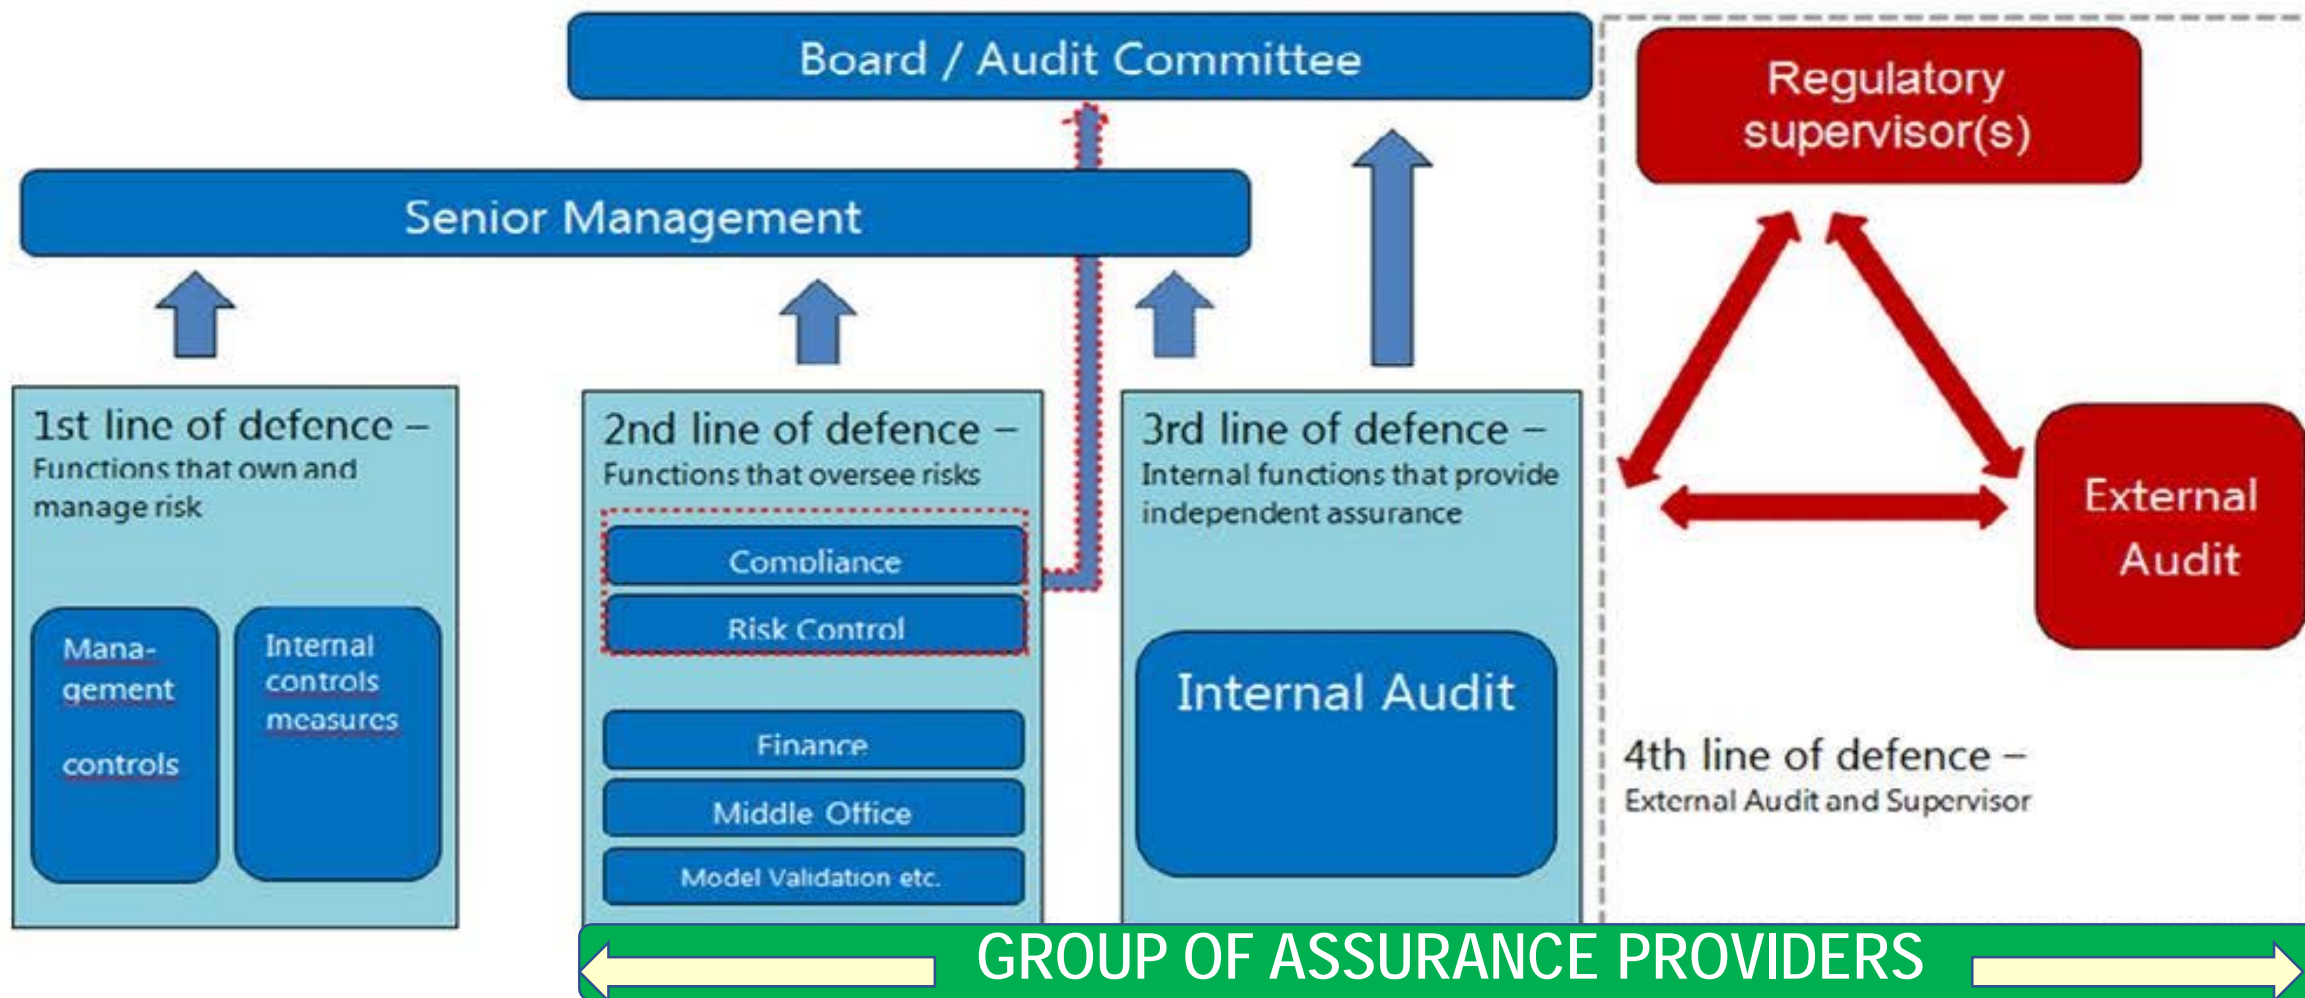 Board / Audit Committee
Regulatory
supervisor(s)
Senior Management
1st line of defence –
Functions that own and
manage risk
Mana-
gement
controls
Internal
controls
measures
2nd line of defence –
Functions that oversee risks
Compliance
Risk Control
Finance
Middle Office
Model Validation etc.
3rd line of defence –
Internal functions that provide
independent assurance
Internal Audit
External
Audit
4th line of defence –
External Audit and Supervisor
GROUP OF ASSURANCE PROVIDERS